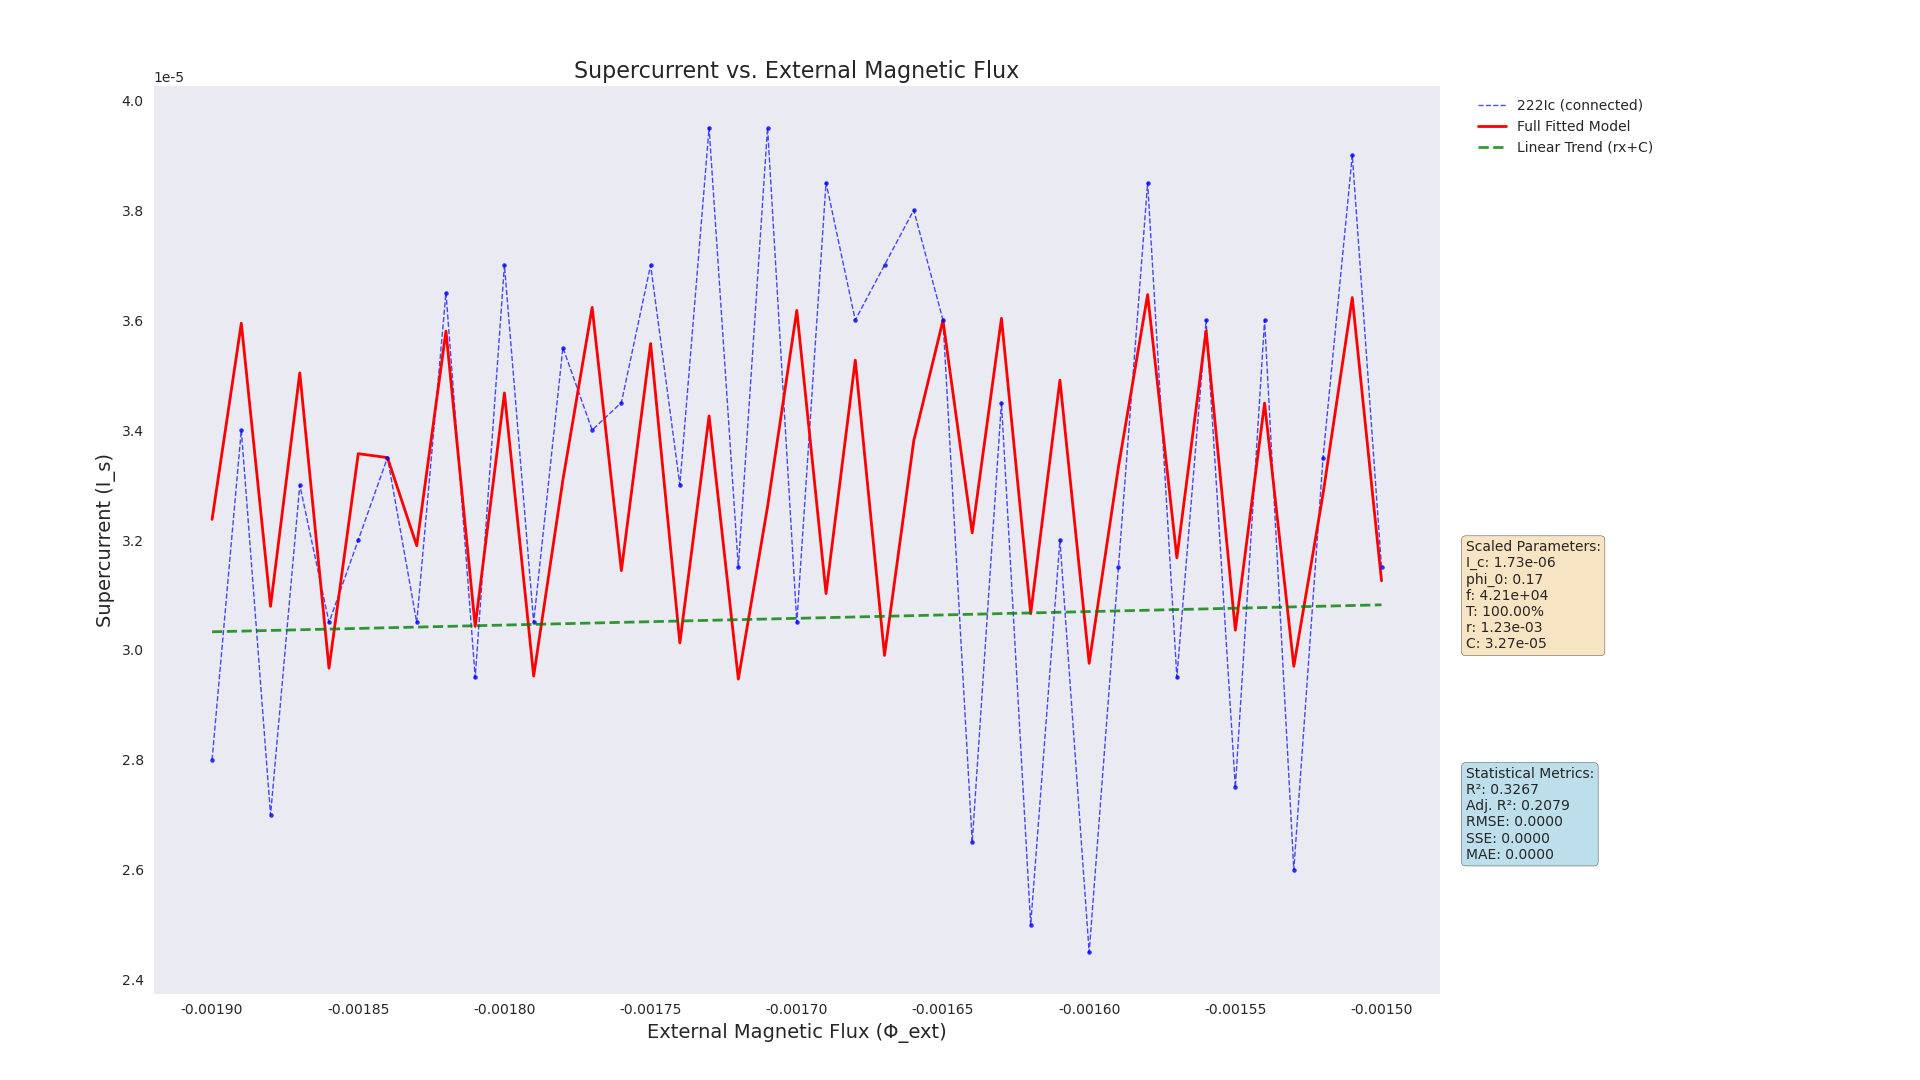 Supercurrent vs. External Magnetic Flux
1e-5
4.0
3.8
3.6
3.4
3.2
3.0
2.8
2.6
2.4
Supercurrent (I_s)
-0.00190
-0.00185
-0.00180
-0.00175
-0.00170
-0.00165
-0.00160
-0.00155
-0.00150
External Magnetic Flux (Φ_ext)
222Ic (connected)
Full Fitted Model
Linear Trend (rx+C)
Scaled Parameters:
I_c: 1.73e-06
phi_0: 0.17
f: 4.21e+04
T: 100.00%
r: 1.23e-03
C: 3.27e-05
Statistical Metrics:
R²: 0.3267
Adj. R²: 0.2079
RMSE: 0.0000
SSE: 0.0000
MAE: 0.0000